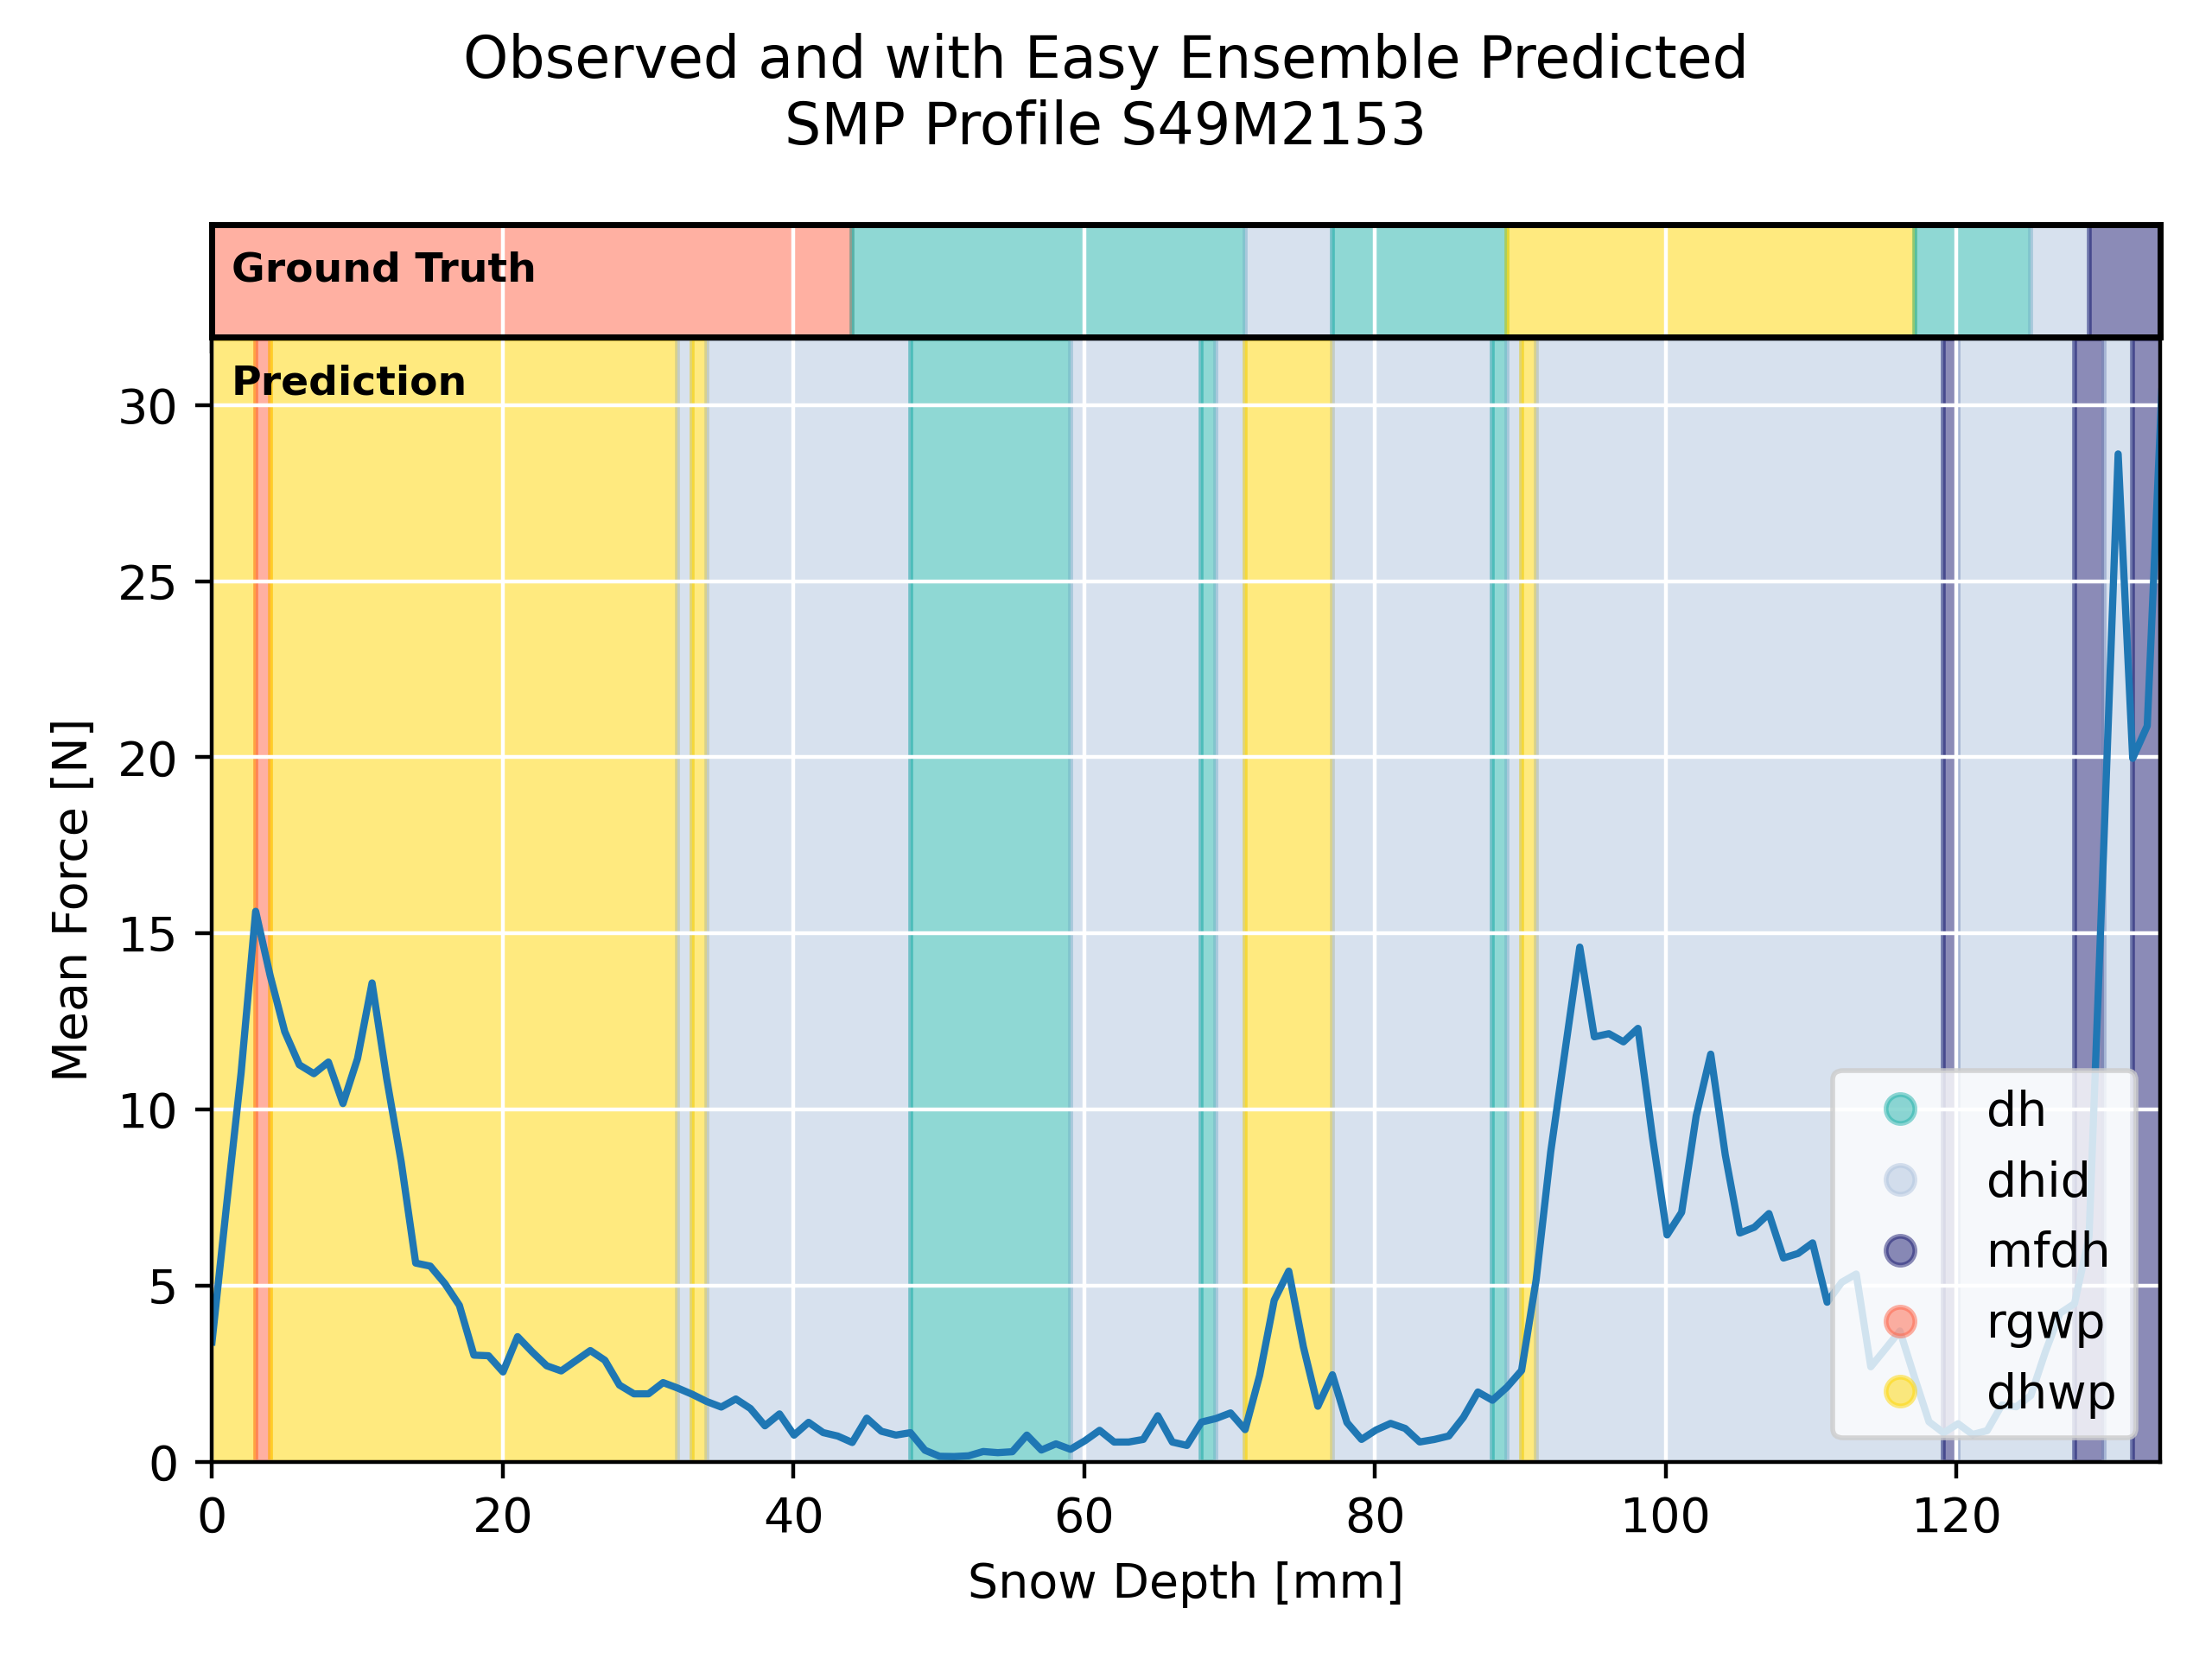 Observed and with Easy Ensemble Predicted
SMP Profile S49M2153
Ground Truth
Prediction
30
25
20
15
10
5
0
Mean Force [N]
dh
dhid
mfdh
rgwp
dhwp
0 20 40 60 80 100 120
Snow Depth [mm]